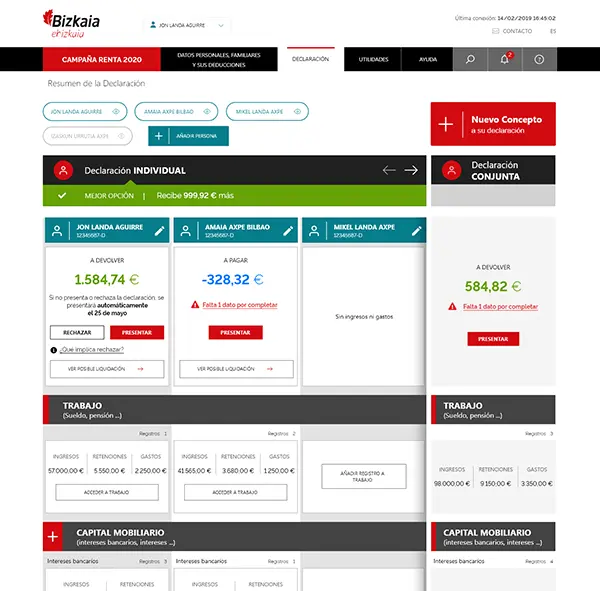 Bizkaia
ebizkaia
JON LANDA AGUIRRE
Última conexión: 14/02/2019 16:45:02
CONTACTO
ES
CAMPAÑA RENTA 2020
DATOS PERSONALES, FAMILIARES
Y SUS DEDUCCIONES
DECLARACIÓN
UTILIDADES
AYUDA
2
Resumen de la Declaración
JON LANDA AGUIRRE
AMAIA AXPE BILBAO
MIKEL LANDA AXPE
IZASKUN URRUTIA AXPE
AÑADIR PERSONA
Nuevo Concepto
a su declaración
Declaración INDIVIDUAL
MEJOR OPCIÓN | Recibe 999,92 € más
Declaración
CONJUNTA
JON LANDA AGUIRRE
12345687-D
A DEVOLVER
1.584,74 €
Si no presenta o rechaza la declaración, se
presentará automáticamente
el 25 de mayo
RECHAZAR
PRESENTAR
¿Qué implica rechazar?
VER POSIBLE LIQUIDACIÓN
AMAIA AXPE BILBAO
12345687-D
A PAGAR
-328,32 €
Falta 1 dato por completar
PRESENTAR
VER POSIBLE LIQUIDACIÓN
MIKEL LANDA AXPE
12345687-D
Sin ingresos ni gastos.
A DEVOLVER
584,82 €
Falta 1 dato por completar
PRESENTAR
TRABAJO
(Sueldo, pensión ...)
TRABAJO
(Sueldo, pensión ...)
Registros 1
INGRESOS RETENCIONES GASTOS
57.000,00 € 5.550,00 € 2.250,00 €
ACCEDER A TRABAJO
Registros 2
INGRESOS RETENCIONES GASTOS
41.565,00 € 3.680,00 € 1.250,00 €
ACCEDER A TRABAJO
AÑADIR REGISTRO A
TRABAJO
Registros 3
INGRESOS RETENCIONES GASTOS
98.000,00 € 9.150,00 € 3.350,00 €
CAPITAL MOBILIARIO
(intereses bancarios, intereses ...)
CAPITAL MOBILIARIO
(intereses bancarios, intereses ...)
Intereses bancarios Registros 3
INGRESOS RETENCIONES
Intereses bancarios Registros 1
INGRESOS RETENCIONES
Intereses bancarios Registros 4
INGRESOS RETENCIONES